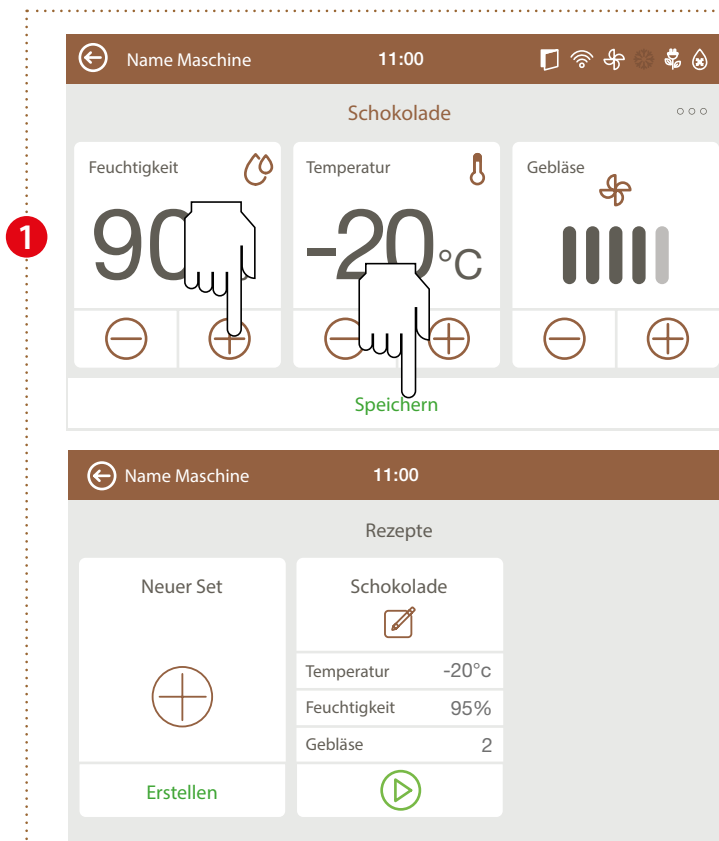 Name Maschine 11:00
Schokolade
Feuchtigkeit Temperatur Gebläse
90 -20°C
1
Speichern
Name Maschine 11:00
Rezepte
Neuer Set Schokolade
Temperatur -20°c
Feuchtigkeit 95%
Gebläse 2
Erstellen